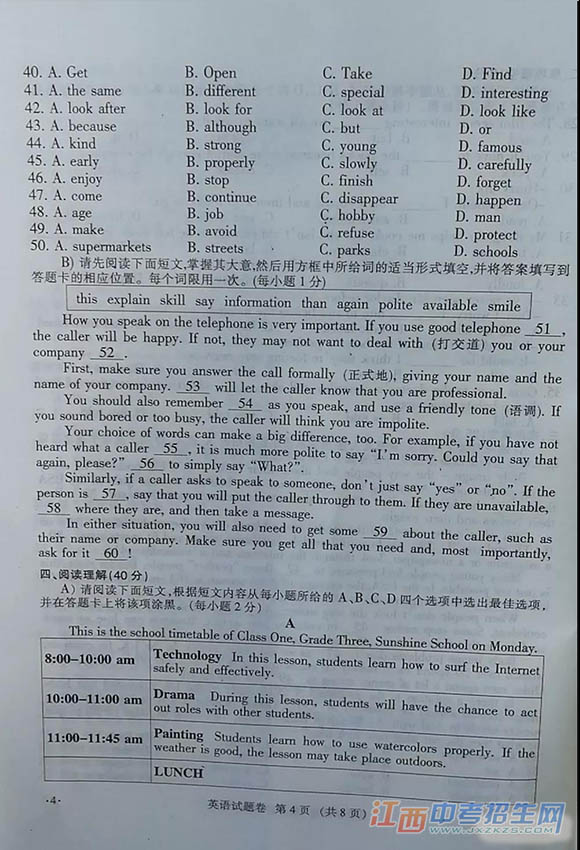 40. A. Get B. Open C. Take D. Find
41. A. the same B. different C. special D. interesting
42. A. look after B. look for C. look at D. look like
43. A. because B. although C. but D. or
44. A. kind B. strong C. young D. famous
45. A. early B. properly C. slowly D. carefully
46. A. enjoy B. stop C. finish D. forget
47. A. come B. continue C. disappear D. happen
48. A. age B. job C. hobby D. man
49. A. make B. avoid C. refuse D. protect
50. A. supermarkets B. streets C. parks D. schools
B) 请先阅读下面短文,掌握其大意,然后用方框中所给词的适当形式填空,并将答案填写到
答题卡的相应位置。每个词限用一次。(每小题1分)
this explain skill say information than again polite available smile
How you speak on the telephone is very important. If you use good telephone 51 ,
the caller will be happy. If not, they may not want to deal with (打交道) you or your
company 52 .
First, make sure you answer the call formally (正式地), giving your name and the
name of your company. 53 will let the caller know that you are professional.
You should also remember 54 as you speak, and use a friendly tone (语调). If
you sound bored or too busy, the caller will think you are impolite.
Your choice of words can make a big difference, too. For example, if you have not
heard what a caller 55 , it is much more polite to say “I’m sorry. Could you say that
again, please?” 56 to simply say “What?”.
Similarly, if a caller asks to speak to someone, don’t just say “yes” or “no”. If the
person is 57 , say that you will put the caller through to them. If they are unavailable,
58 where they are, and then take a message.
In either situation, you will also need to get some 59 about the caller, such as
their name or company. Make sure you get all that you need and, most importantly,
ask for it 60 !
四、阅读理解(40分)
A) 请阅读下面短文,根据短文内容从每小题所给的A、B、C、D四个选项中选出最佳选项,
并在答题卡上将该项涂黑。(每小题2分)
A
This is the school timetable of Class One, Grade Three, Sunshine School on Monday.
8:00–10:00 am Technology In this lesson, students learn how to surf the Internet
safely and effectively.
10:00–11:00 am Drama During this lesson, students will have the chance to act
out roles with other students.
11:00–11:45 am Painting Students learn how to use watercolors properly. If the
weather is good, the lesson may take place outdoors.
LUNCH
·4· 英语试题卷 第4页 (共8页)
江西中考招生网
www.jxzkzs.com